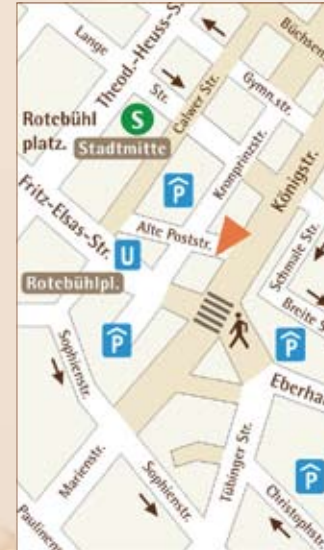 Lange
Theod.-Heuss-S
Büchsen
Str.
Gymn.str.
Calwer Str.
Rotebühl
platz.
S
Stadtmitte
Kronprinzstr.
Königstr.
P
Fritz-Elsas-Str.
Alte Poststr.
U
Rotebühlpl.
Schmale Str.
Breite S
P
P
Sophienstr.
Eberha
Marienstr.
Sophienstr.
Tübinger Str.
P
Christophstr
Paulinen